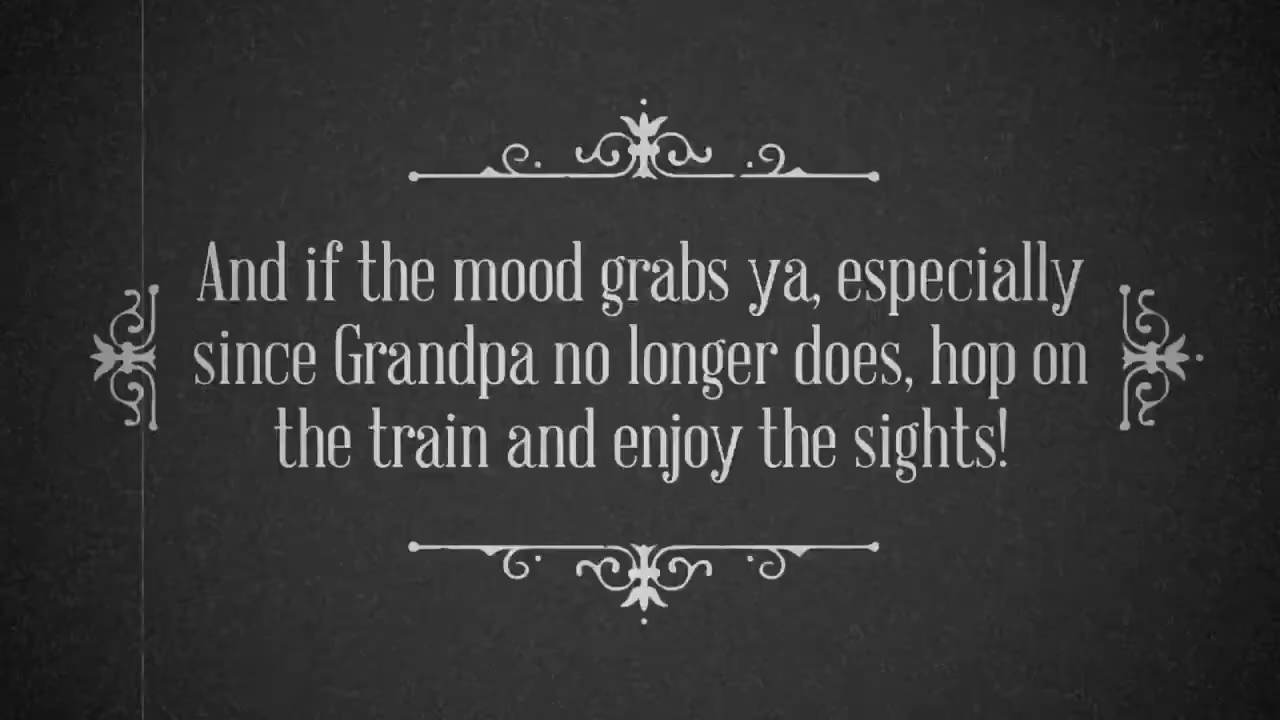 And if the mood grabs ya, especially
since Grandpa no longer does, hop on
the train and enjoy the sights!